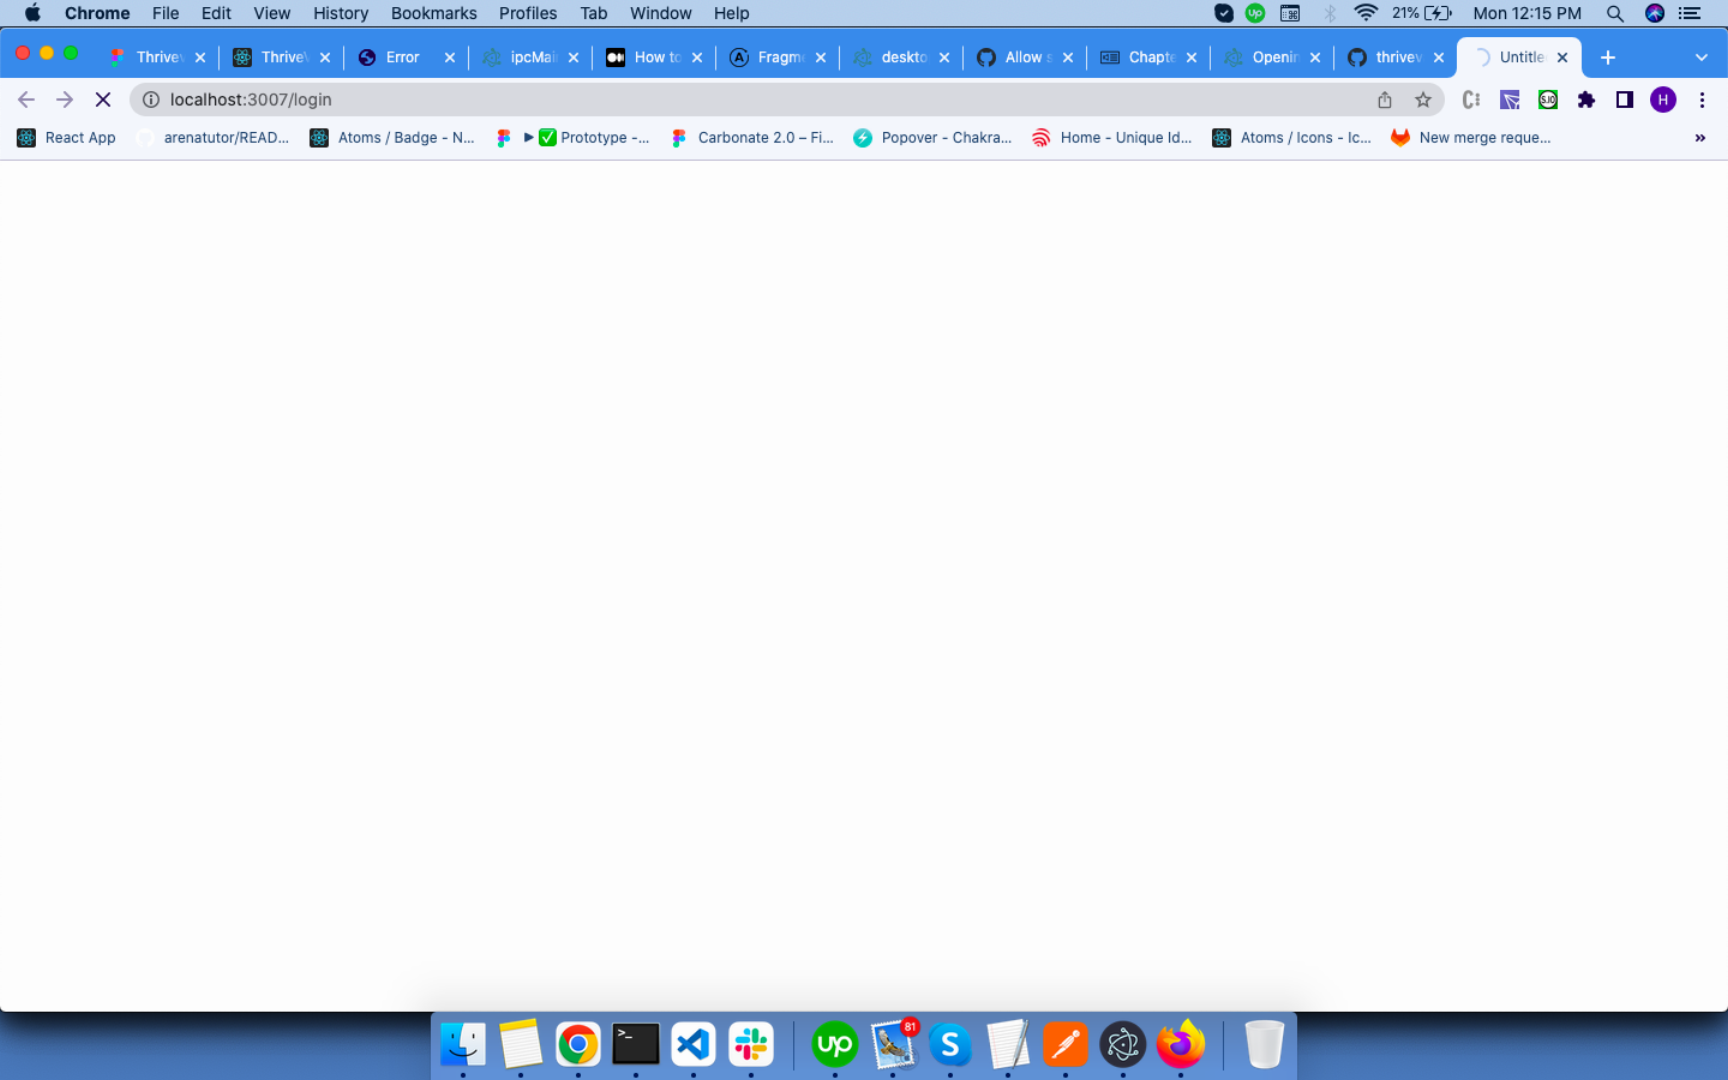 Chrome File Edit View History Bookmarks Profiles Tab Window Help 21% Mon 12:15 PM
Thrivev Thrive Error ipcMai How to Fragm deskto Allow s Chapte Openin thrivev Untitle
localhost:3007/login
React App arenatutor/READ... Atoms / Badge - N... ▶ ✅ Prototype -... Carbonate 2.0 – Fi... Popover - Chakra... Home - Unique Id... Atoms / Icons - Ic... New merge reque... »
81